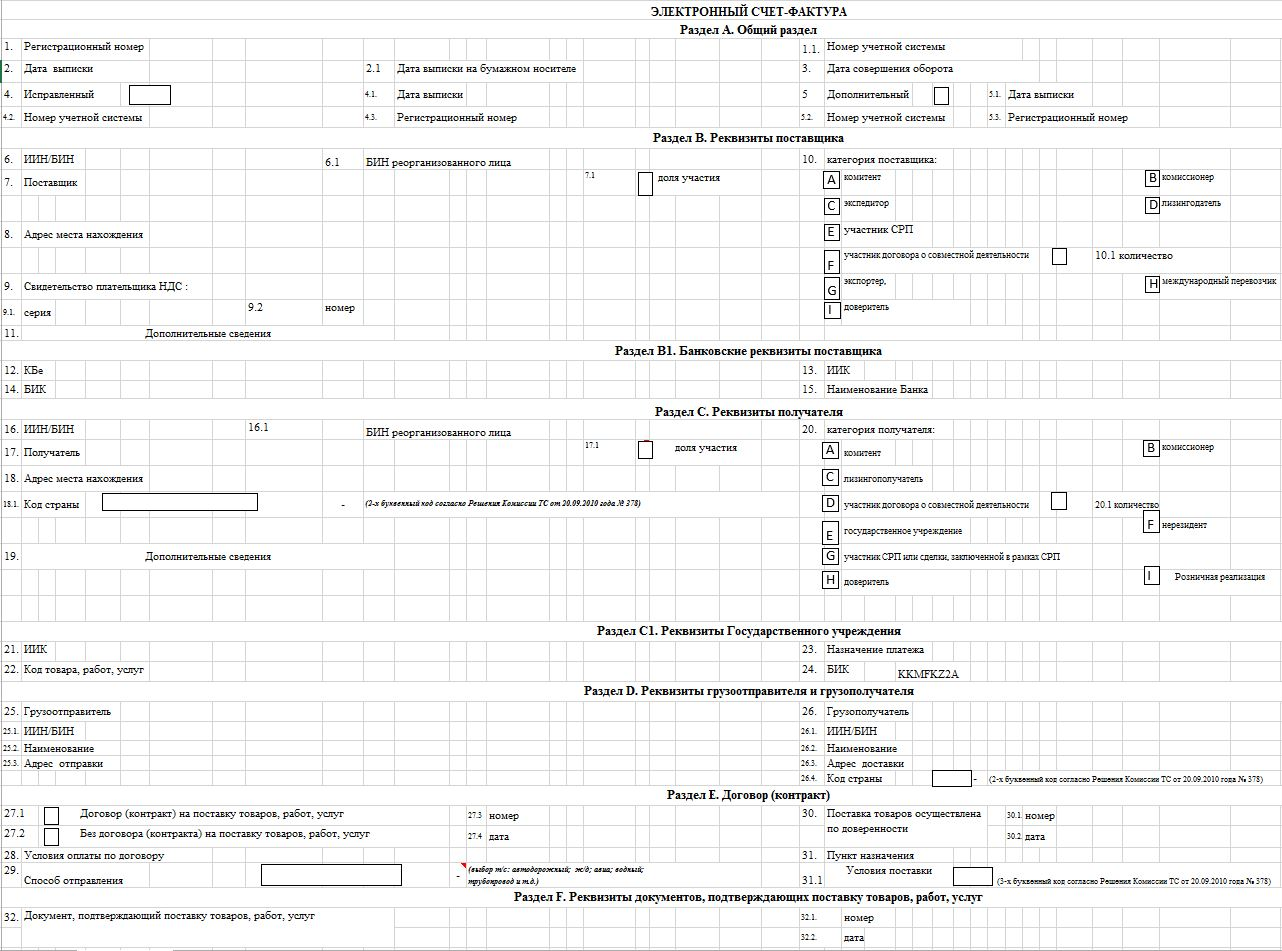 ЭЛЕКТРОННЫЙ СЧЕТ-ФАКТУРА
Раздел А. Общий раздел
1. Регистрационный номер 1.1. Номер учетной системы
2. Дата выписки 2.1 Дата выписки на бумажном носителе 3. Дата совершения оборота
4. Исправленный 4.1. Дата выписки 5 Дополнительный 5.1. Дата выписки
4.2. Номер учетной системы 4.3. Регистрационный номер 5.2. Номер учетной системы 5.3. Регистрационный номер
Раздел В. Реквизиты поставщика
6. ИИН/БИН 6.1 БИН реорганизованного лица 10. категория поставщика:
7. Поставщик 7.1 доля участия A комитент B комиссионер
C экспедитор D лизингодатель
8. Адрес места нахождения E участник СРП
F участник договора о совместной деятельности 10.1 количество
9. Свидетельство плательщика НДС : G экспортер, H международный перевозчик
9.1. серия 9.2 номер I доверитель
11. Дополнительные сведения
Раздел В1. Банковские реквизиты поставщика
12. КБе 13. ИИК
14. БИК 15. Наименование Банка
Раздел С. Реквизиты получателя
16. ИИН/БИН 16.1 БИН реорганизованного лица 20. категория получателя:
17. Получатель 17.1 доля участия A комитент B комиссионер
18. Адрес места нахождения C лизингополучатель
18.1. Код страны - (2-х буквенный код согласно Решения Комиссии ТС от 20.09.2010 года № 378) D участник договора о совместной деятельности 20.1 количество
E государственное учреждение F нерезидент
19. Дополнительные сведения G участник СРП или сделки, заключенной в рамках СРП
H доверитель I Розничная реализация
Раздел С1. Реквизиты Государственного учреждения
21. ИИК 23. Назначение платежа
22. Код товара, работ, услуг 24. БИК KKMFKZ2A
Раздел D. Реквизиты грузоотправителя и грузополучателя
25. Грузоотправитель 26. Грузополучатель
25.1. ИИН/БИН 26.1. ИИН/БИН
25.2. Наименование 26.2. Наименование
25.3. Адрес отправки 26.3. Адрес доставки
26.4. Код страны - (2-х буквенный код согласно Решения Комиссии ТС от 20.09.2010 года № 378)
Раздел Е. Договор (контракт)
27.1 Договор (контракт) на поставку товаров, работ, услуг 27.3 номер 30. Поставка товаров осуществлена 30.1. номер
27.2 Без договора (контракта) на поставку товаров, работ, услуг 27.4 дата по доверенности 30.2. дата
28. Условия оплаты по договору 31. Пункт назначения
29. Способ отправления - (выбор т/с: автодорожный; ж/д; авиа; водный;
трубопровод и т.д.) 31.1 Условия поставки (3-х буквенный код согласно Решения Комиссии ТС от 20.09.2010 года № 378)
Раздел F. Реквизиты документов, подтверждающих поставку товаров, работ, услуг
32. Документ, подтверждающий поставку товаров, работ, услуг 32.1. номер
32.2. дата